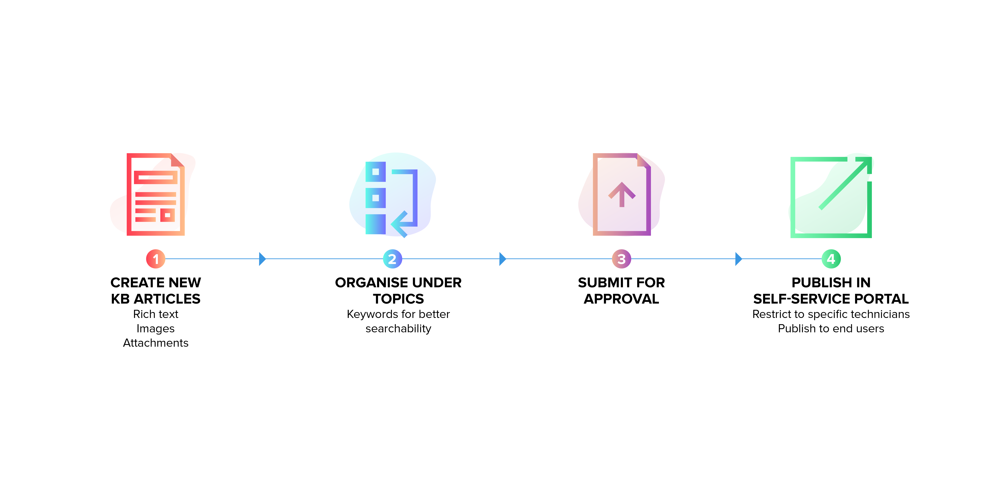 1
CREATE NEW
KB ARTICLES
Rich text
Images
Attachments
2
ORGANISE UNDER
TOPICS
Keywords for better
searchability
3
SUBMIT FOR
APPROVAL
4
PUBLISH IN
SELF-SERVICE PORTAL
Restrict to specific technicians
Publish to end users